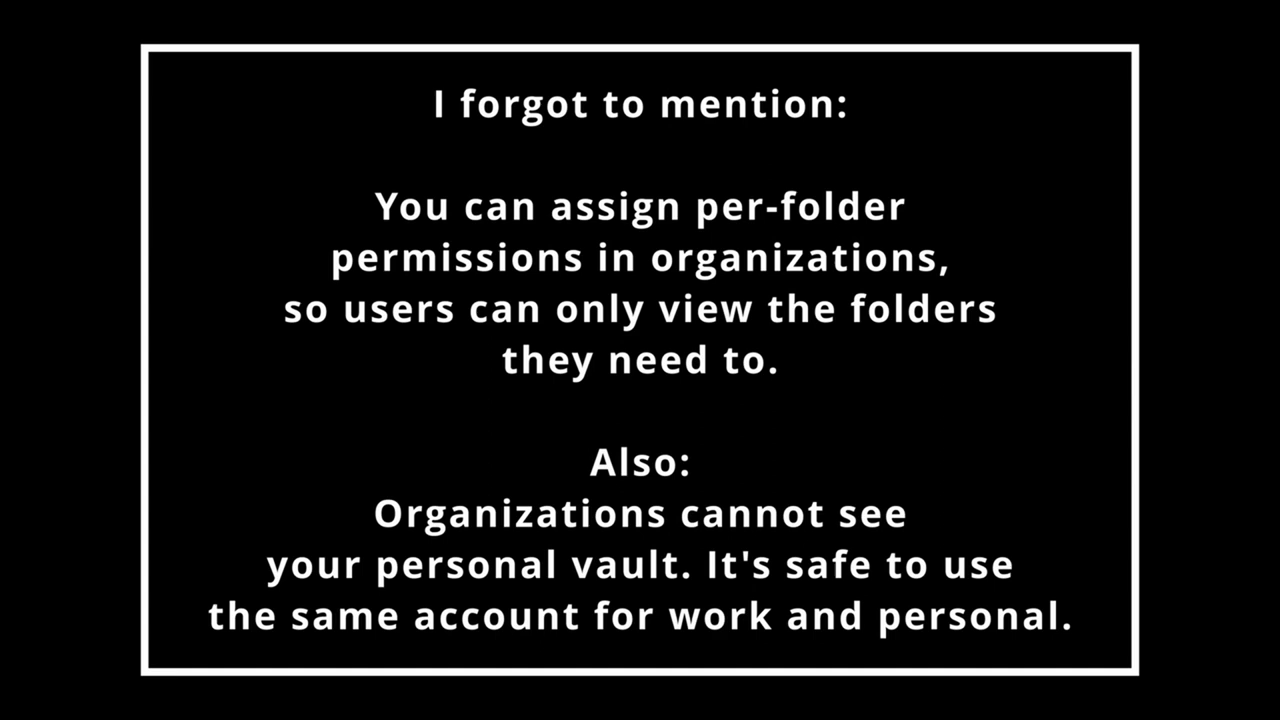 I forgot to mention:
You can assign per-folder
permissions in organizations,
so users can only view the folders
they need to.
Also:
Organizations cannot see
your personal vault. It's safe to use
the same account for work and personal.